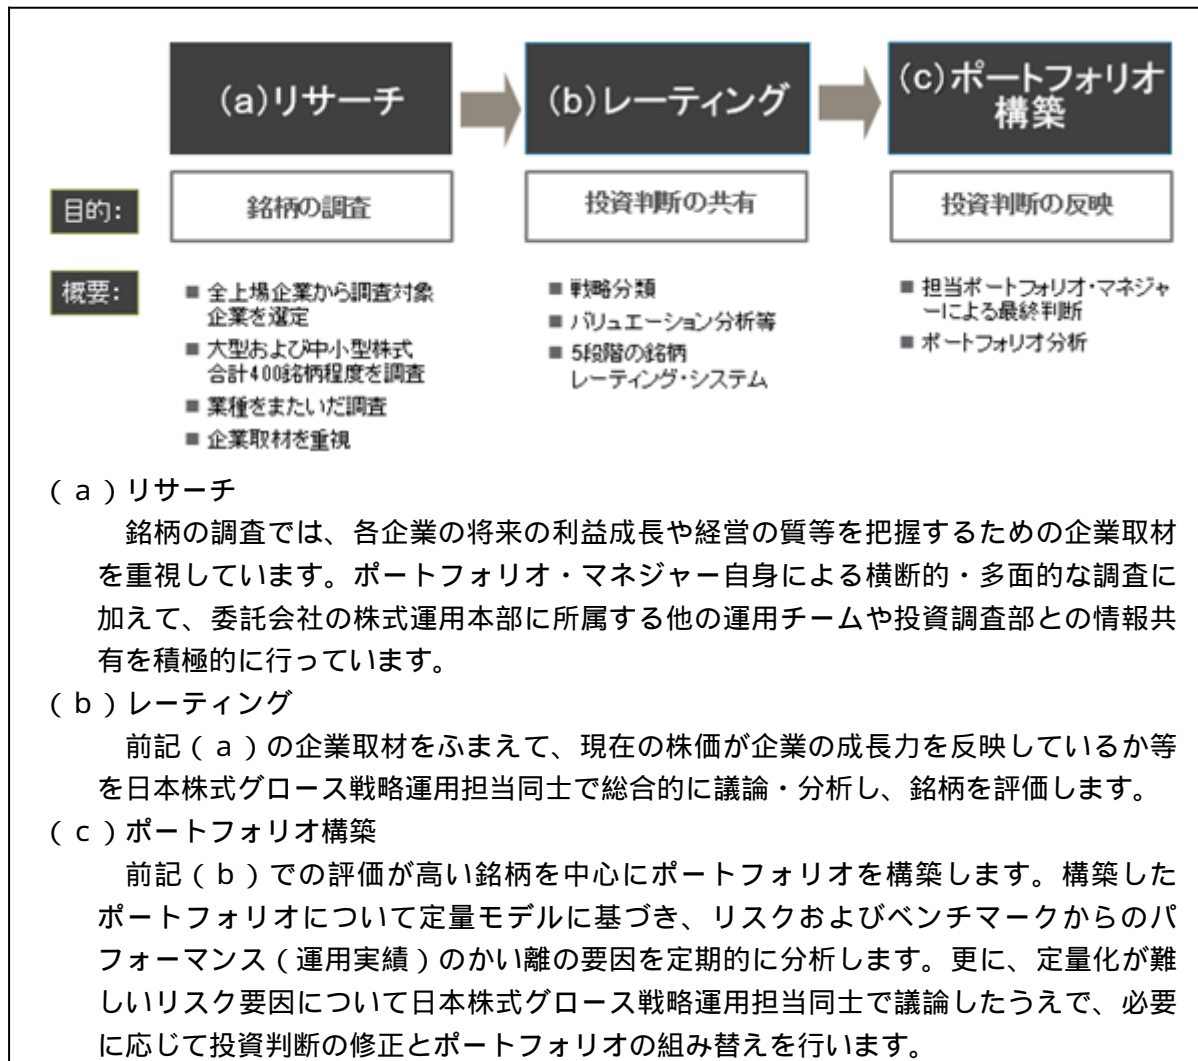 (a)リサーチ
(b)レーティング
(c)ポートフォリオ
構築
目的:
銘柄の調査
投資判断の共有
投資判断の反映
概要:
■ 全上場企業から調査対象
企業を選定
■ 大型および中小型株式
合計400銘柄程度を調査
■ 業種をまたいだ調査
■ 企業取材を重視
■ 戦略分類
■ バリュエーション分析等
■ 5段階の銘柄
レーティング・システム
■ 担当ポートフォリオ・マネジャ
ーによる最終判断
■ ポートフォリオ分析
(a)リサーチ
銘柄の調査では、各企業の将来の利益成長や経営の質等を把握するための企業取材
を重視しています。ポートフォリオ・マネジャー自身による横断的・多面的な調査に
加えて、委託会社の株式運用本部に所属する他の運用チームや投資調査部との情報共
有を積極的に行っています。
(b)レーティング
前記(a)の企業取材をふまえて、現在の株価が企業の成長力を反映しているか等
を日本株式グロース戦略運用担当同士で総合的に議論・分析し、銘柄を評価します。
(c)ポートフォリオ構築
前記(b)での評価が高い銘柄を中心にポートフォリオを構築します。構築した
ポートフォリオについて定量モデルに基づき、リスクおよびベンチマークからのパ
フォーマンス(運用実績)のかい離の要因を定期的に分析します。更に、定量化が難
しいリスク要因について日本株式グロース戦略運用担当同士で議論したうえで、必要
に応じて投資判断の修正とポートフォリオの組み替えを行います。